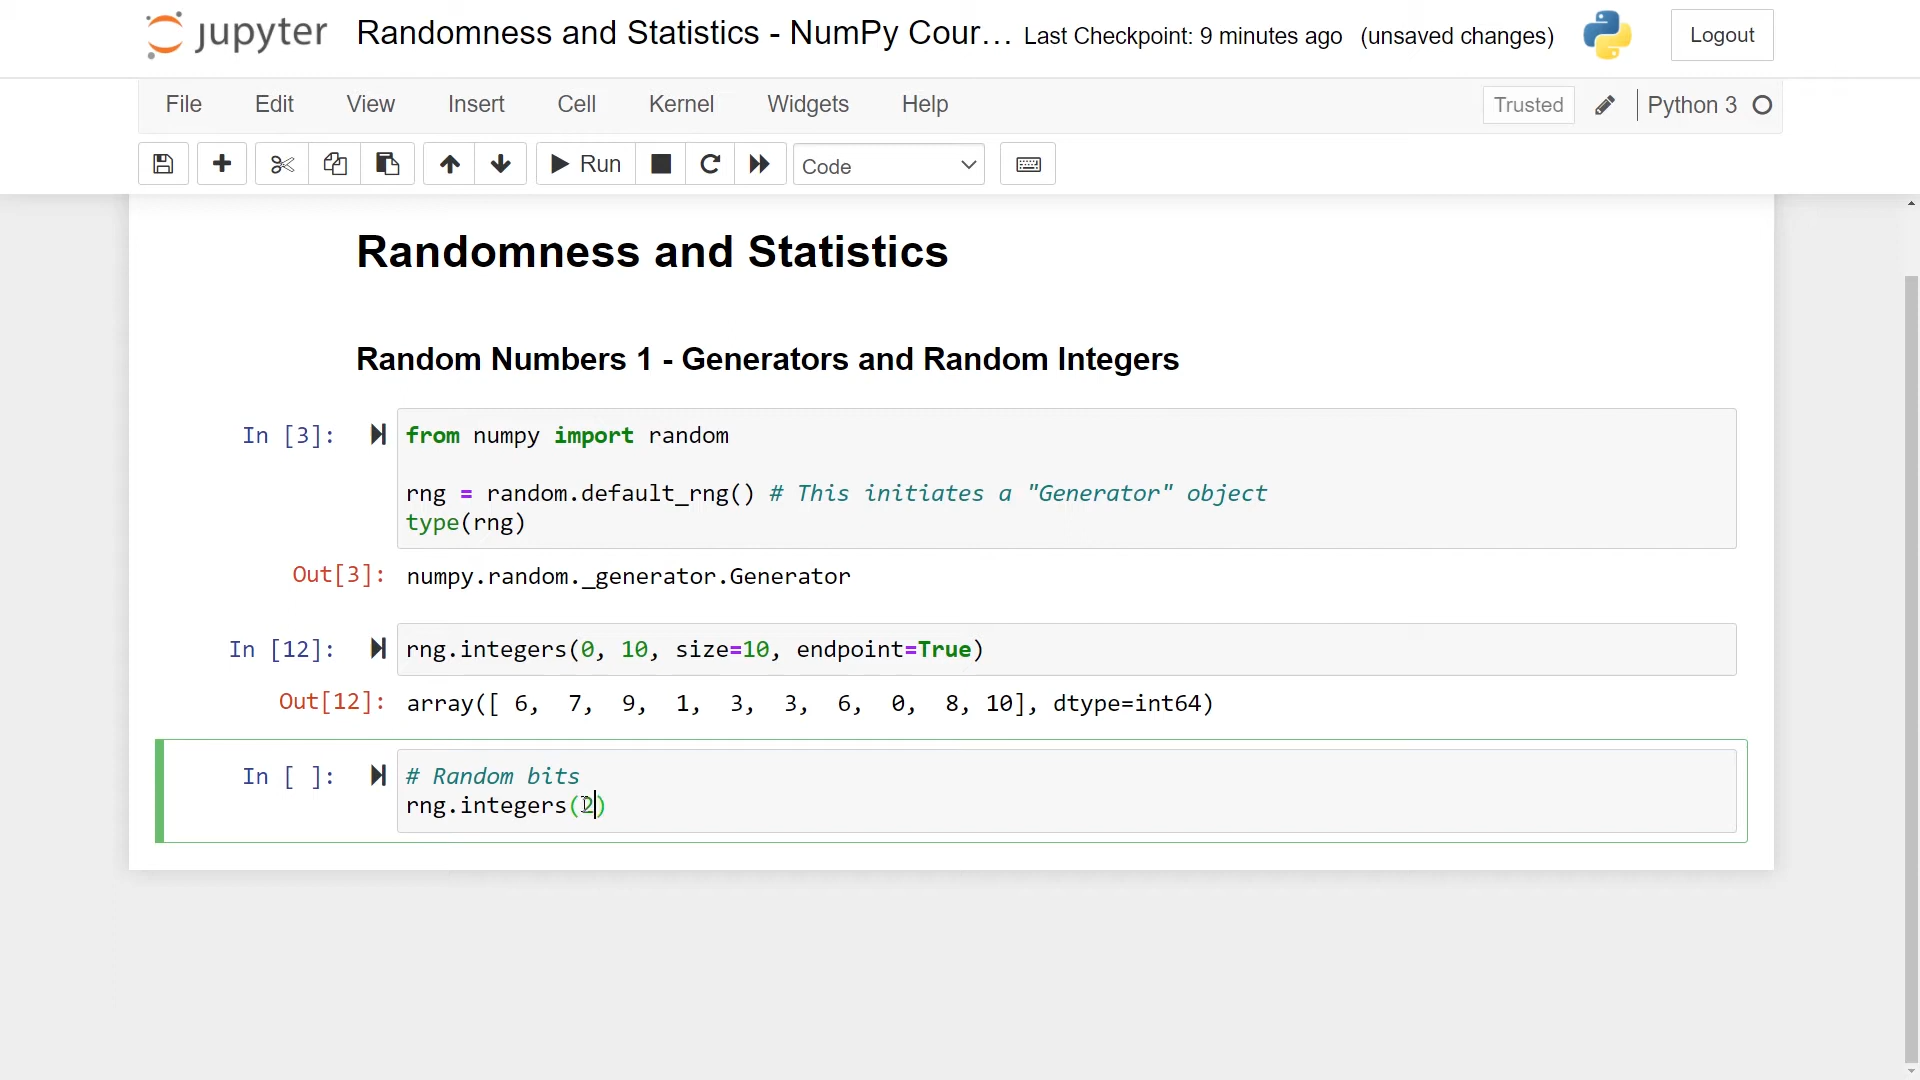 jupyter Randomness and Statistics - NumPy Cour... Last Checkpoint: 9 minutes ago (unsaved changes) Logout
File Edit View Insert Cell Kernel Widgets Help Trusted Python 3
Run Code
Randomness and Statistics
Random Numbers 1 - Generators and Random Integers
In [3]: from numpy import random
rng = random.default_rng() # This initiates a "Generator" object
type(rng)
Out[3]: numpy.random._generator.Generator
In [12]: rng.integers(0, 10, size=10, endpoint=True)
Out[12]: array([ 6, 7, 9, 1, 3, 3, 6, 0, 8, 10], dtype=int64)
In [ ]: # Random bits
rng.integers(2)